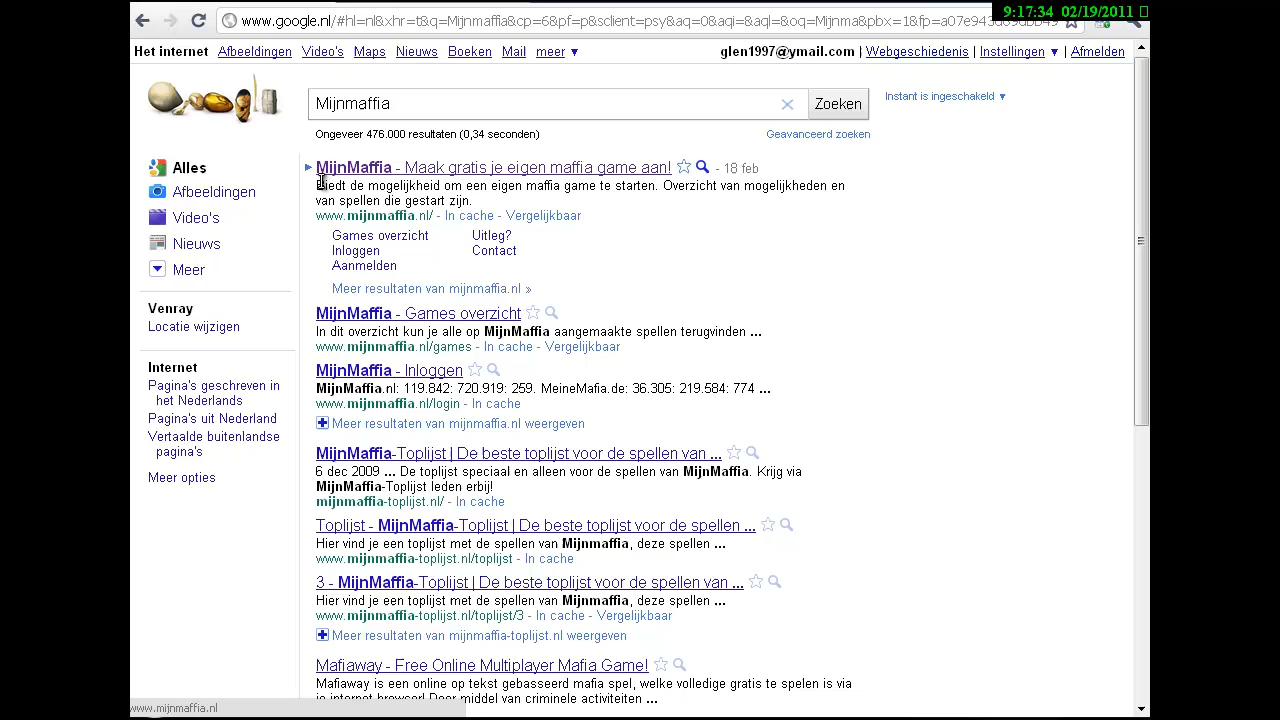 9:17:34 02/19/2011
www.google.nl/#hl=nl&xhr=t&q=Mijnmaffia&cp=6&pf=p&sclient=psy&aq=0&aqi=&aql=&oq=Mijnma&pbx=1&fp=a07e943d69dbb49
Het internet Afbeeldingen Video's Maps Nieuws Boeken Mail meer ▼ glen1997@ymail.com | Webgeschiedenis | Instellingen ▼ | Afmelden
Mijnmaffia
Zoeken
Instant is ingeschakeld ▼
Ongeveer 476.000 resultaten (0,34 seconden) Geavanceerd zoeken
Alles
Afbeeldingen
Video's
Nieuws
Meer
Venray
Locatie wijzigen
Internet
Pagina's geschreven in
het Nederlands
Pagina's uit Nederland
Vertaalde buitenlandse
pagina's
Meer opties
MijnMaffia - Maak gratis je eigen maffia game aan! - 18 feb
Biedt de mogelijkheid om een eigen maffia game te starten. Overzicht van mogelijkheden en
van spellen die gestart zijn.
www.mijnmaffia.nl/ - In cache - Vergelijkbaar
Games overzicht Uitleg?
Inloggen Contact
Aanmelden
Meer resultaten van mijnmaffia.nl »
MijnMaffia - Games overzicht
In dit overzicht kun je alle op MijnMaffia aangemaakte spellen terugvinden ...
www.mijnmaffia.nl/games - In cache - Vergelijkbaar
MijnMaffia - Inloggen
MijnMaffia.nl: 119.842: 720.919: 259. MeineMafia.de: 36.305: 219.584: 774 ...
www.mijnmaffia.nl/login - In cache
Meer resultaten van mijnmaffia.nl weergeven
MijnMaffia-Toplijst | De beste toplijst voor de spellen van ...
6 dec 2009 ... De toplijst speciaal en alleen voor de spellen van MijnMaffia. Krijg via
MijnMaffia-Toplijst leden erbij!
mijnmaffia-toplijst.nl/ - In cache
Toplijst - MijnMaffia-Toplijst | De beste toplijst voor de spellen ...
Hier vind je een toplijst met de spellen van Mijnmaffia, deze spellen ...
www.mijnmaffia-toplijst.nl/toplijst - In cache
3 - MijnMaffia-Toplijst | De beste toplijst voor de spellen van ...
Hier vind je een toplijst met de spellen van Mijnmaffia, deze spellen ...
www.mijnmaffia-toplijst.nl/toplijst/3 - In cache - Vergelijkbaar
Meer resultaten van mijnmaffia-toplijst.nl weergeven
Mafiaway - Free Online Multiplayer Mafia Game!
Mafiaway is een online op tekst gebasseerd mafia spel, welke volledige gratis te spelen is via
je internet browser! Door middel van criminele activiteiten ...
www.mijnmaffia.nl